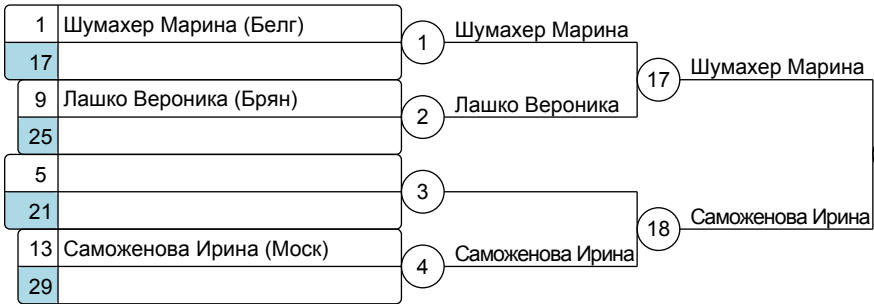 1 Шумахер Марина (Белг)
17
1
Шумахер Марина
9 Лашко Вероника (Брян)
25
2
Лашко Вероника
17
Шумахер Марина
5
21
3
13 Саможенова Ирина (Моск)
29
4
Саможенова Ирина
18
Саможенова Ирина